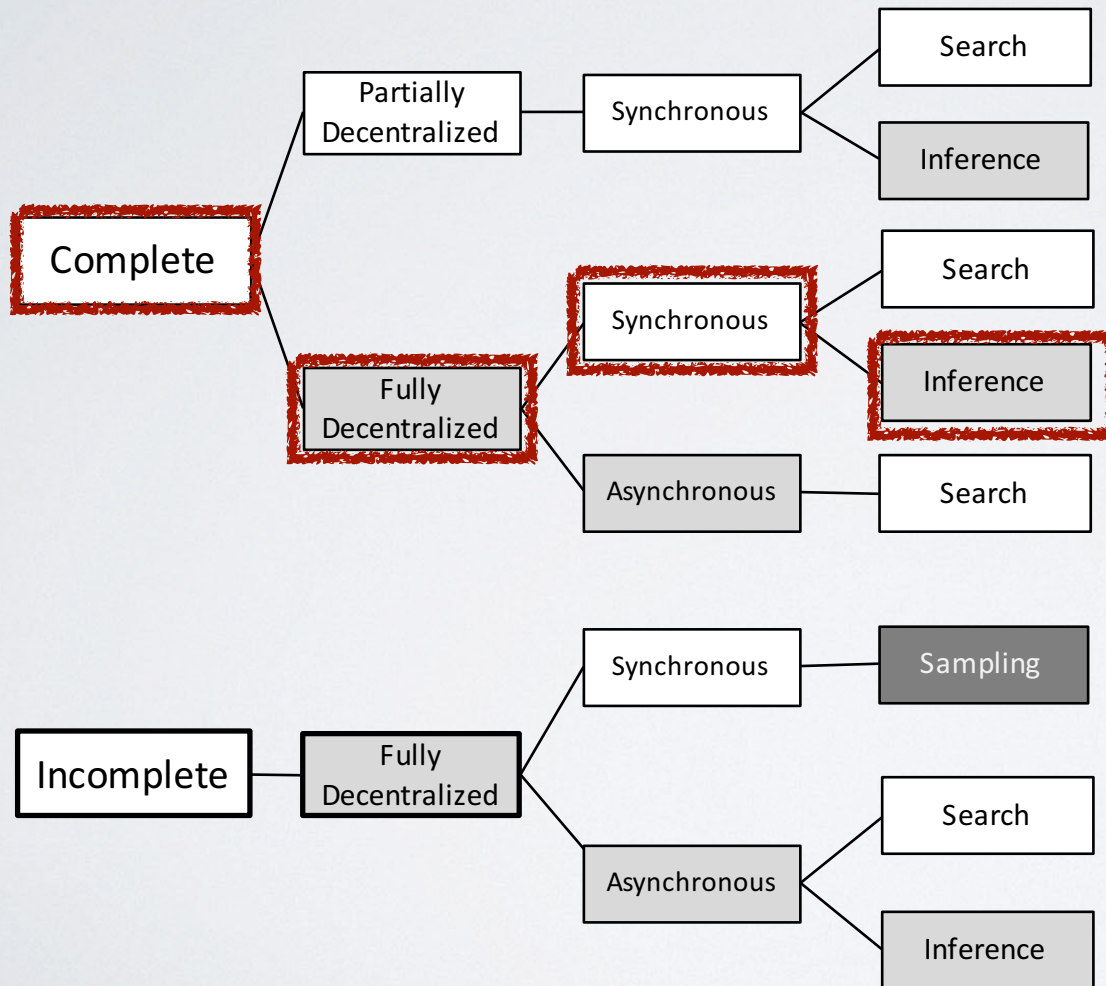 Search
Partially
Decentralized
Synchronous
Inference
Complete
Search
Synchronous
Fully
Decentralized
Inference
Asynchronous
Search
Synchronous
Sampling
Incomplete
Fully
Decentralized
Search
Asynchronous
Inference